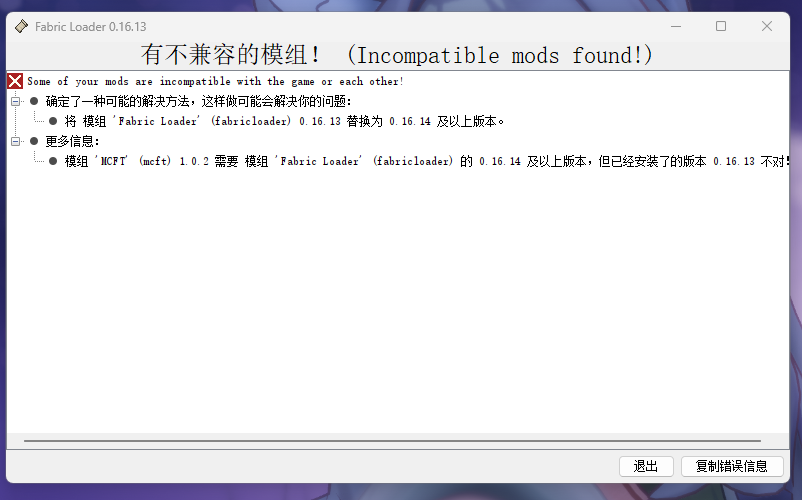 Fabric Loader 0.16.13
有不兼容的模组！ (Incompatible mods found!)
Some of your mods are incompatible with the game or each other!
确定了一种可能的解决方法，这样做可能会解决你的问题：
将 模组 'Fabric Loader' (fabricloader) 0.16.13 替换为 0.16.14 及以上版本。
更多信息：
模组 'MCFT' (mcft) 1.0.2 需要 模组 'Fabric Loader' (fabricloader) 的 0.16.14 及以上版本，但已经安装了的版本 0.16.13 不对！
退出
复制错误信息